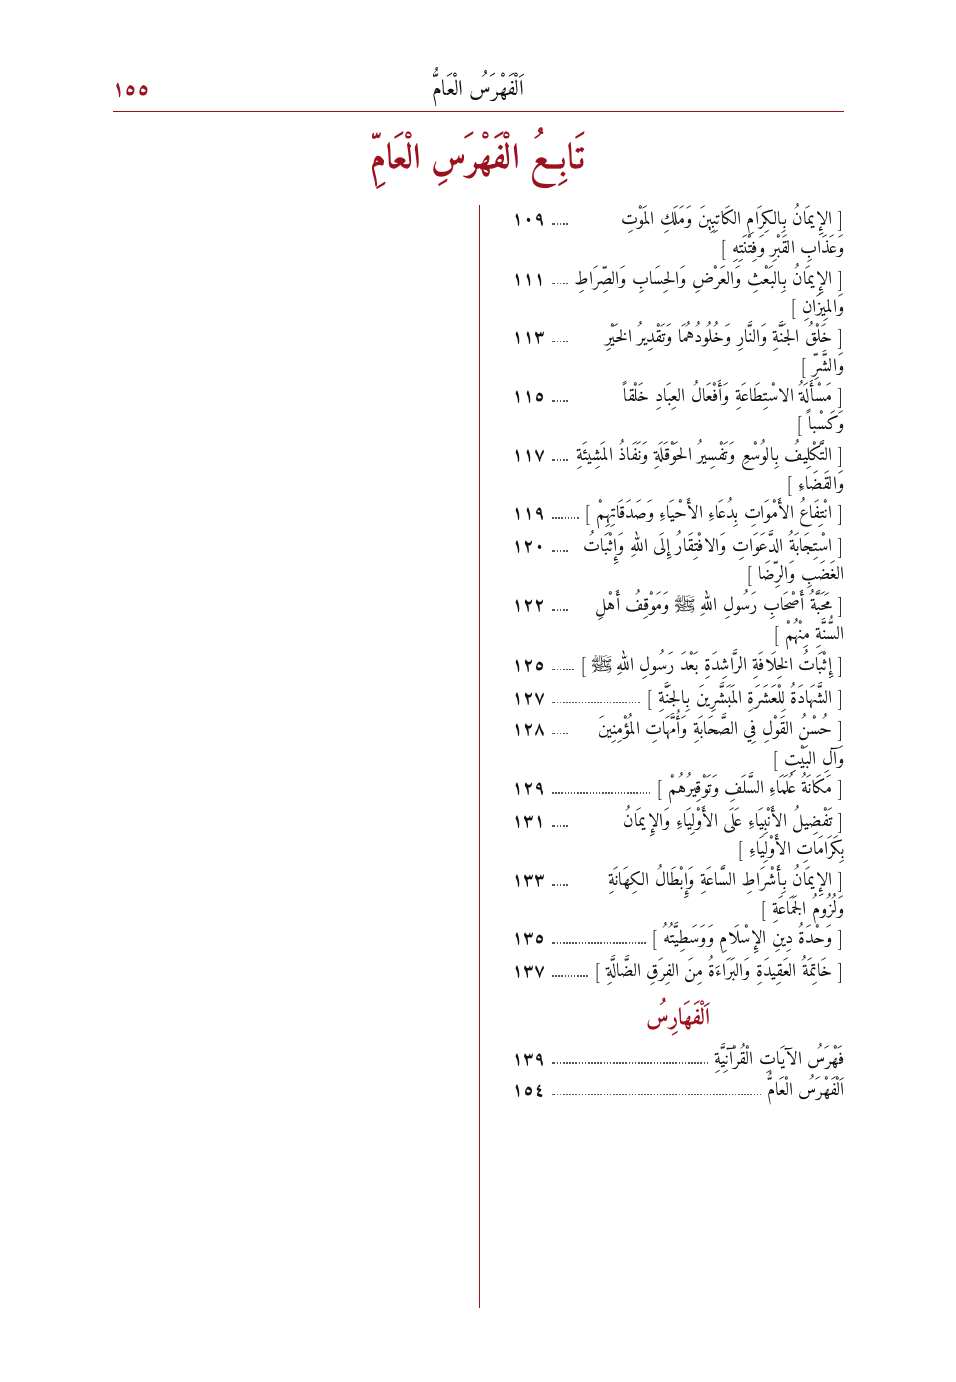 اَلْفَهْرَسُ الْعَامُّ ١٥٥
تَابِعُ الْفَهْرَسِ الْعَامِّ
[ الإِيمَانُ بِالكِرَامِ الكَاتِبِينَ وَمَلَكِ المَوْتِ ..... ١٠٩
وَعَذَابِ القَبْرِ وَفِتْنَتِهِ ]
[ الإِيمَانُ بِالبَعْثِ وَالعَرْضِ وَالحِسَابِ وَالصِّرَاطِ ..... ١١١
وَالمِيزَانِ ]
[ خَلْقُ الجَنَّةِ وَالنَّارِ وَخُلُودُهُمَا وَتَقْدِيرُ الخَيْرِ ..... ١١٣
وَالشَّرِّ ]
[ مَسْأَلَةُ الاسْتِطَاعَةِ وَأَفْعَالُ العِبَادِ خَلْقاً ..... ١١٥
وَكَسْباً ]
[ التَّكْلِيفُ بِالوُسْعِ وَتَفْسِيرُ الحَوْقَلَةِ وَنَفَاذُ المَشِيئَةِ ..... ١١٧
وَالقَضَاءِ ]
[ انْتِفَاعُ الأَمْوَاتِ بِدُعَاءِ الأَحْيَاءِ وَصَدَقَاتِهِمْ ] ......... ١١٩
[ اسْتِجَابَةُ الدَّعَوَاتِ وَالافْتِقَارُ إِلَى اللهِ وَإِثْبَاتُ ..... ١٢٠
الغَضَبِ وَالرِّضَا ]
[ مَحَبَّةُ أَصْحَابِ رَسُولِ اللهِ ﷺ وَمَوْقِفُ أَهْلِ ..... ١٢٢
السُّنَّةِ مِنْهُمْ ]
[ إِثْبَاتُ الخِلَافَةِ الرَّاشِدَةِ بَعْدَ رَسُولِ اللهِ ﷺ ] ....... ١٢٥
[ الشَّهَادَةُ لِلْعَشَرَةِ المَبَشَّرِينَ بِالجَنَّةِ ] ............................. ١٢٧
[ حُسْنُ القَوْلِ فِي الصَّحَابَةِ وَأُمَّهَاتِ المُؤْمِنِينَ ..... ١٢٨
وَآلِ البَيْتِ ]
[ مَكَانَةُ عُلَمَاءِ السَّلَفِ وَتَوْقِيرُهُمْ ] ................................ ١٢٩
[ تَفْضِيلُ الأَنْبِيَاءِ عَلَى الأَوْلِيَاءِ وَالإِيمَانُ ..... ١٣١
بِكَرَامَاتِ الأَوْلِيَاءِ ]
[ الإِيمَانُ بِأَشْرَاطِ السَّاعَةِ وَإِبْطَالُ الكِهَانَةِ ..... ١٣٣
وَلُزُومُ الجَمَاعَةِ ]
[ وَحْدَةُ دِينِ الإِسْلَامِ وَوَسَطِيَّتُهُ ] ............................... ١٣٥
[ خَاتِمَةُ العَقِيدَةِ وَالبَرَاءَةُ مِنَ الفِرَقِ الضَّالَّةِ ] ............ ١٣٧
اَلْفَهَارِسُ
فَهْرَسُ الآيَاتِ الْقُرْآنِيَّةِ .................................................... ١٣٩
اَلْفَهْرَسُ الْعَامُّ ...................................................................... ١٥٤